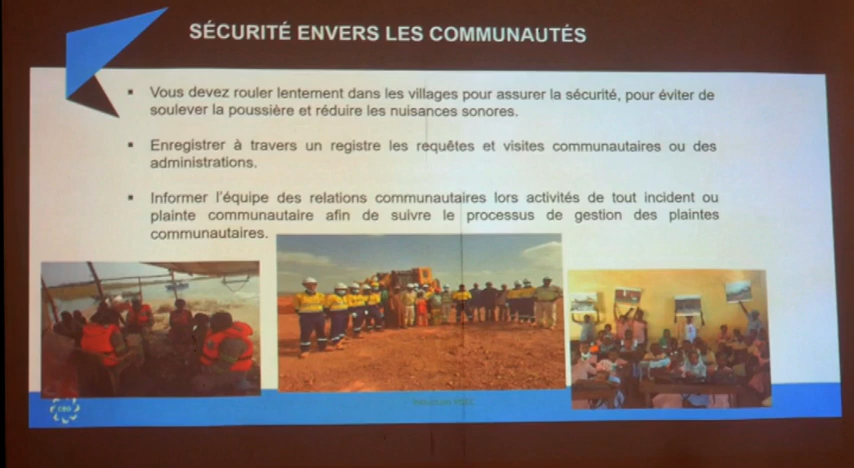 SÉCURITÉ ENVERS LES COMMUNAUTÉS
▪ Vous devez rouler lentement dans les villages pour assurer la sécurité, pour éviter de
soulever la poussière et réduire les nuisances sonores.
▪ Enregistrer à travers un registre les requêtes et visites communautaires ou des
administrations.
▪ Informer l'équipe des relations communautaires lors activités de tout incident ou
plainte communautaire afin de suivre le processus de gestion des plaintes
communautaires.